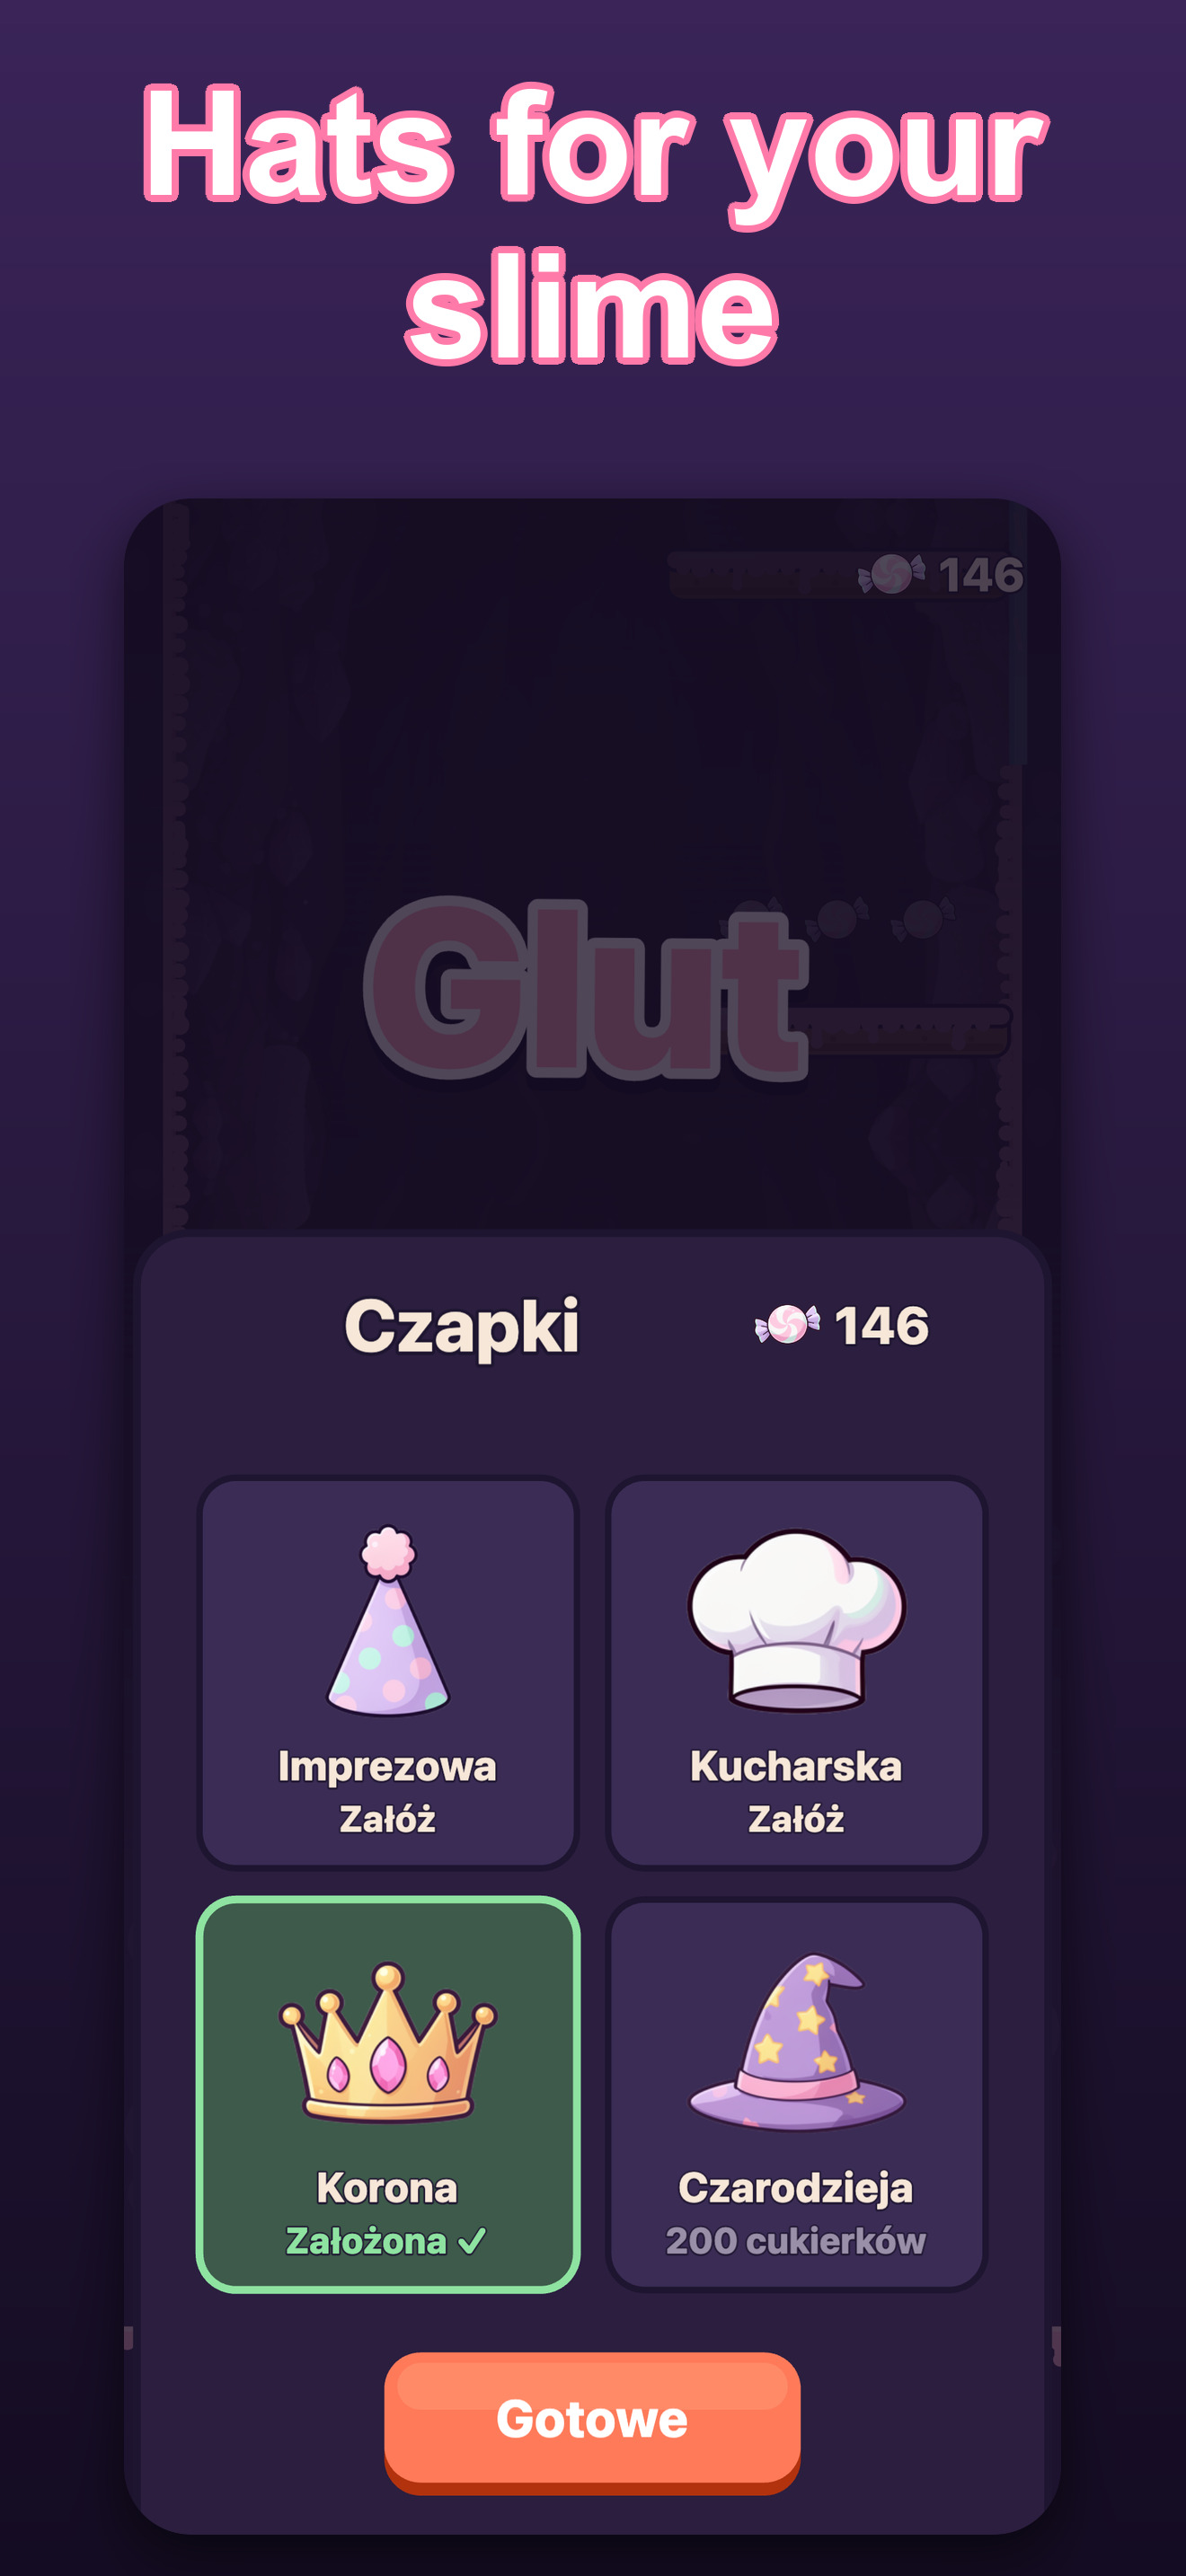 Hats for your
slime
146
Glut
Czapki
146
Imprezowa
Załóż
Kucharska
Załóż
Korona
Założona ✓
Czarodzieja
200 cukierków
Gotowe